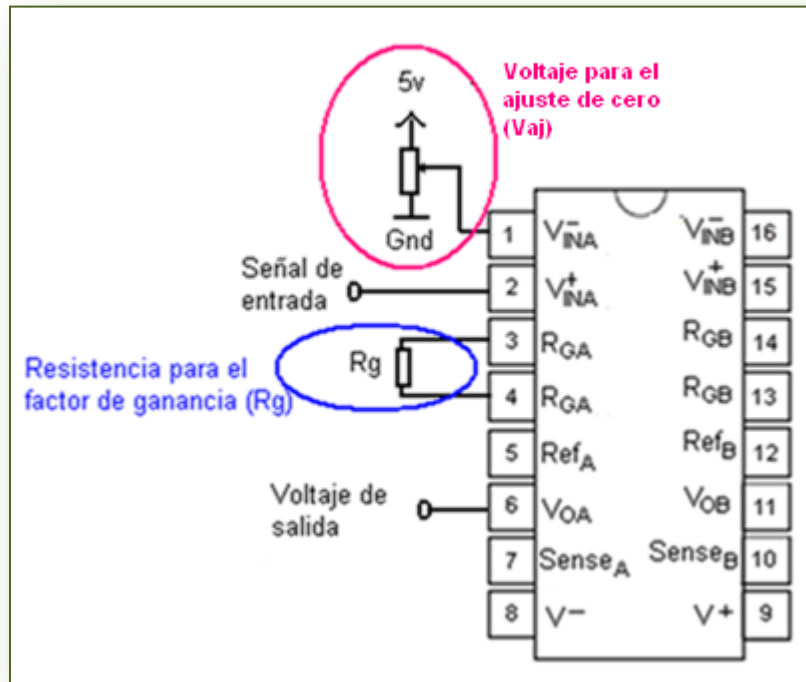 Voltaje para el
ajuste de cero
(Vaj)
5v
Gnd
Señal de
entrada
Rg
Resistencia para el
factor de ganancia (Rg)
Voltaje de
salida
1 V⁻INA V⁻INB 16
2 V⁺INA V⁺INB 15
3 RGA RGB 14
4 RGA RGB 13
5 RefA RefB 12
6 VOA VOB 11
7 SenseA SenseB 10
8 V⁻ V+ 9